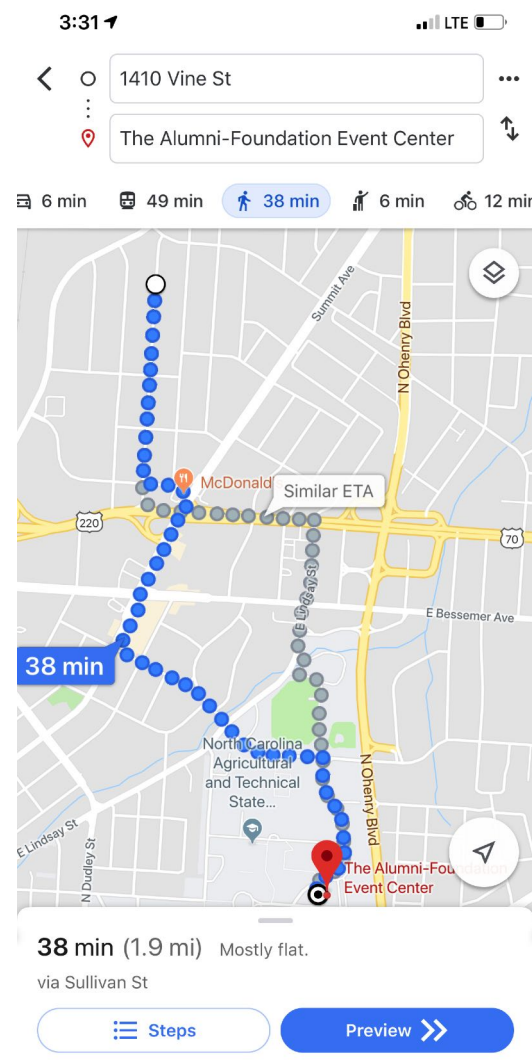 3:31
LTE
1410 Vine St
The Alumni-Foundation Event Center
6 min
49 min
38 min
6 min
12 min
Summit Ave
N Ohenry Blvd
McDonald
Similar ETA
220
70
E Lindsay St
E Bessemer Ave
38 min
North Carolina
Agricultural
and Technical
State...
N Ohenry Blvd
E Lindsay St
N Dudley St
The Alumni-Foundation
Event Center
38 min (1.9 mi) Mostly flat.
via Sullivan St
Steps
Preview